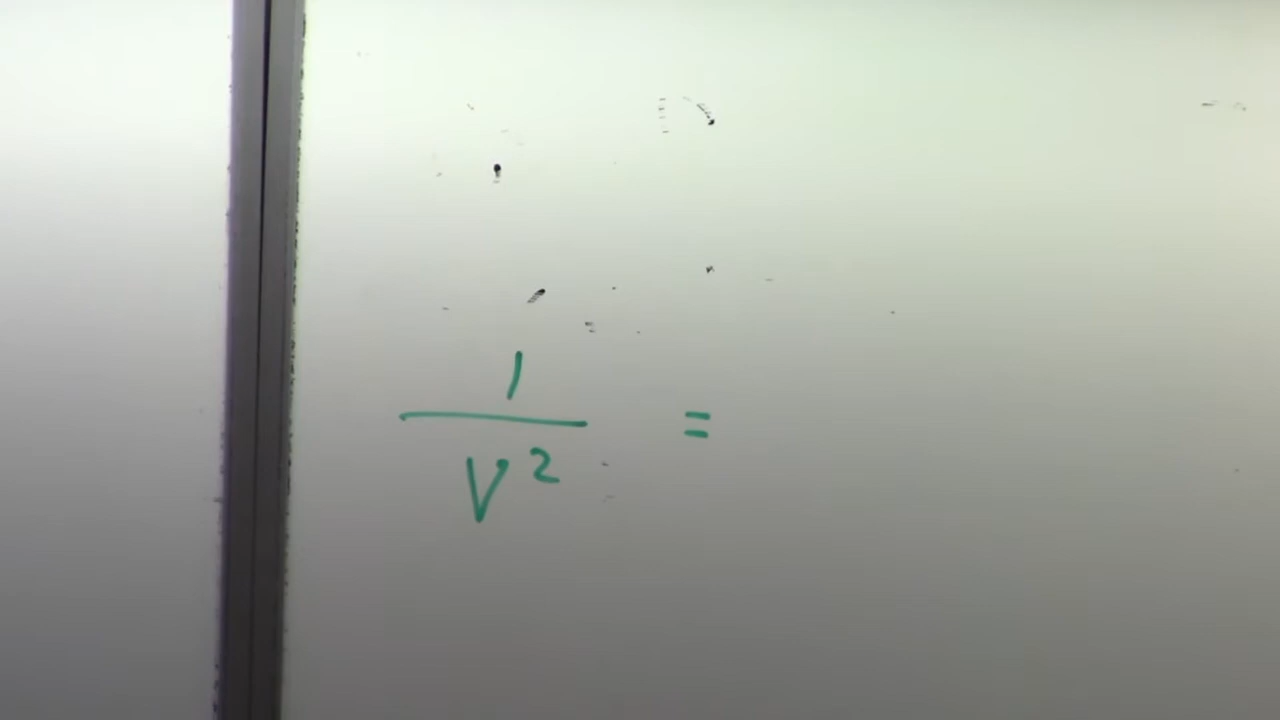 1/V² =